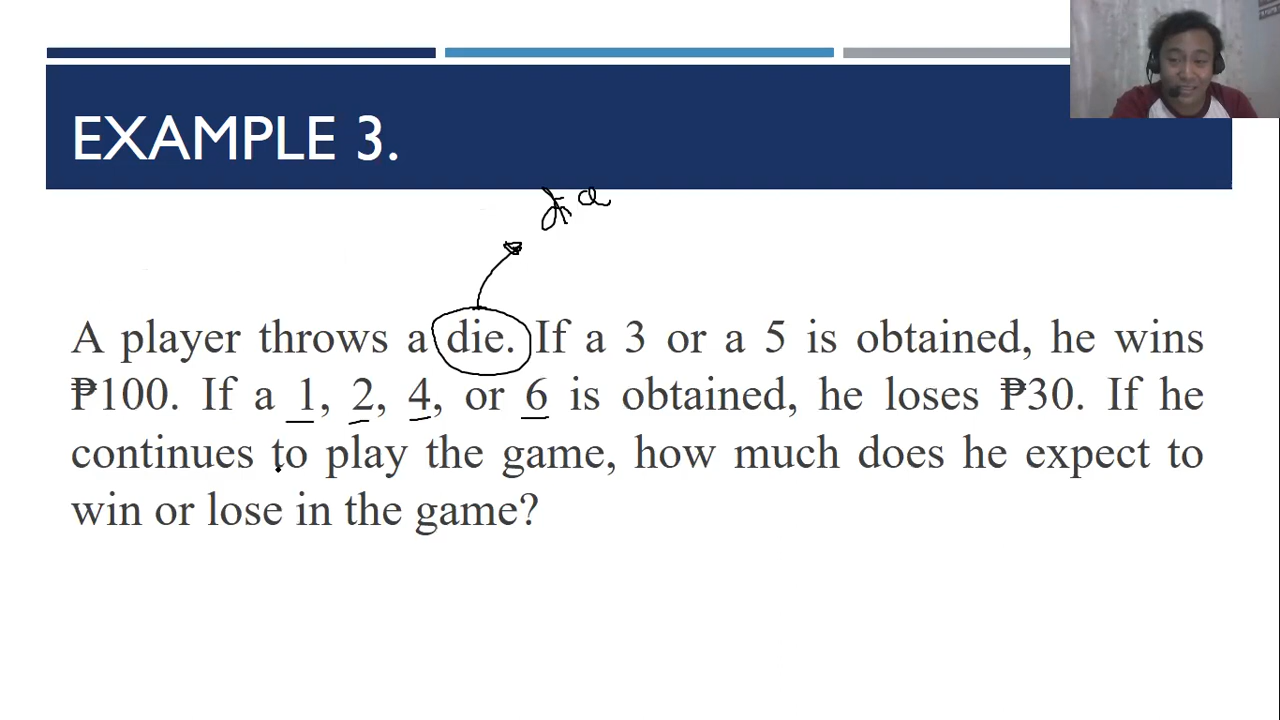 EXAMPLE 3.
A player throws a die. If a 3 or a 5 is obtained, he wins
₱100. If a 1, 2, 4, or 6 is obtained, he loses ₱30. If he
continues to play the game, how much does he expect to
win or lose in the game?